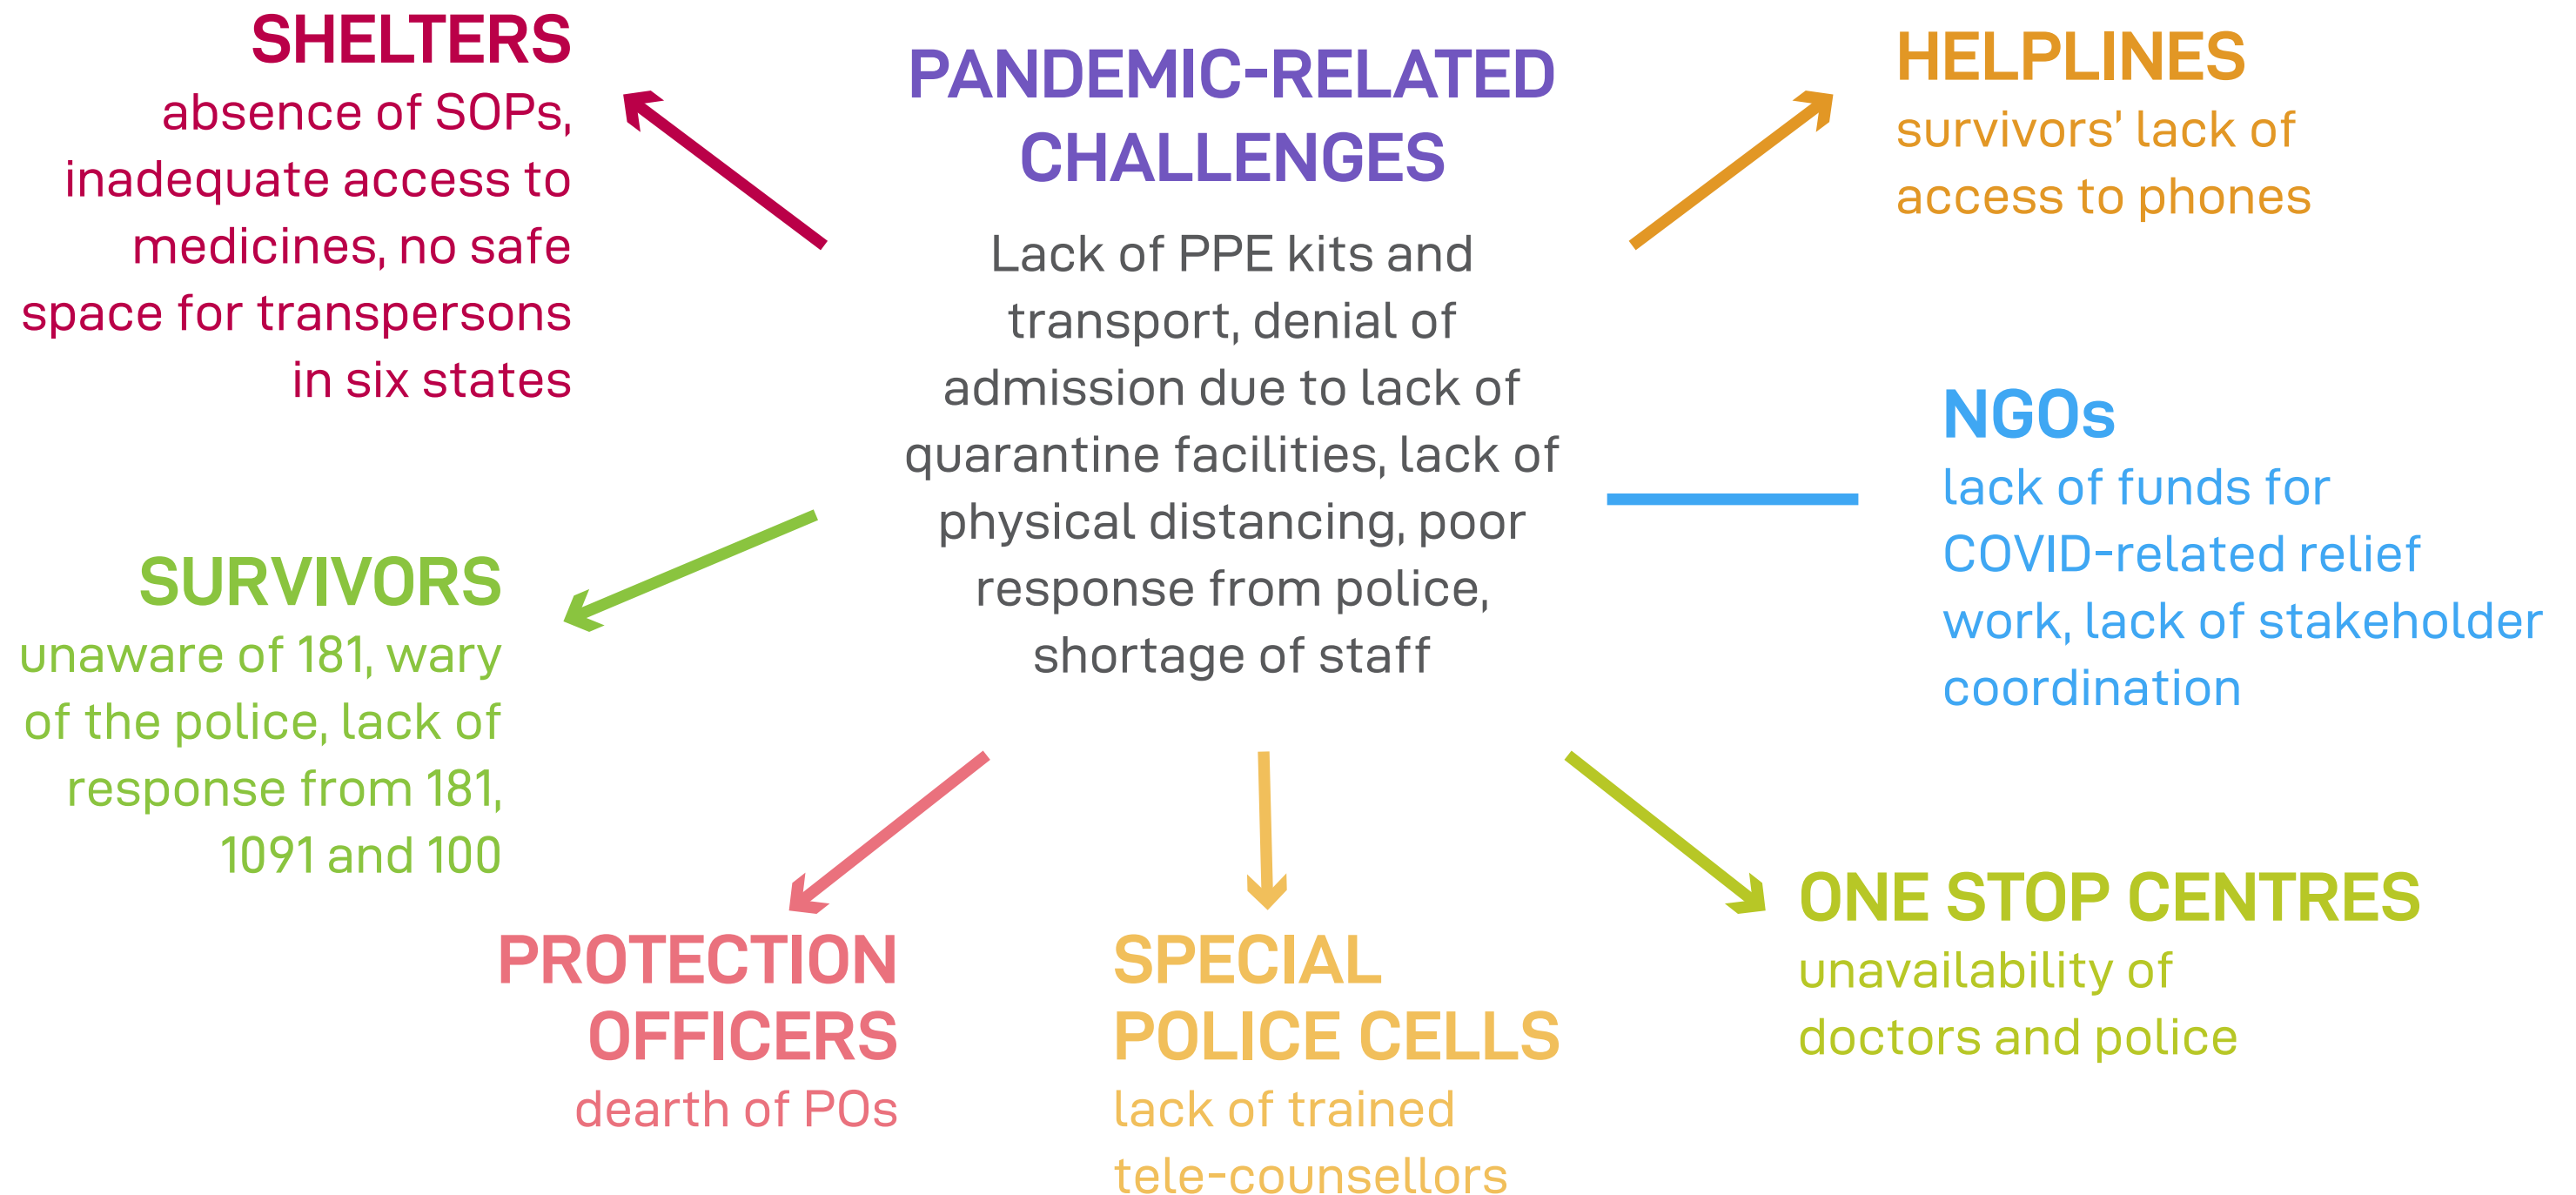 SHELTERS
absence of SOPs,
inadequate access to
medicines, no safe
space for transpersons
in six states
PANDEMIC-RELATED
CHALLENGES
Lack of PPE kits and
transport, denial of
admission due to lack of
quarantine facilities, lack of
physical distancing, poor
response from police,
shortage of staff
HELPLINES
survivors' lack of
access to phones
NGOs
lack of funds for
COVID-related relief
work, lack of stakeholder
coordination
SURVIVORS
unaware of 181, wary
of the police, lack of
response from 181,
1091 and 100
PROTECTION
OFFICERS
dearth of POs
SPECIAL
POLICE CELLS
lack of trained
tele-counsellors
ONE STOP CENTRES
unavailability of
doctors and police